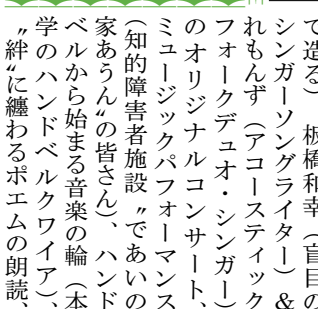 造る） 板橋和幸（盲目の
シンガーソングライター）＆
れもんず（アコースティック
フォークデュオ・シンガー）
のオリジナルコンサート、
ミュージックパフォーマンス
（知的障害者施設〝であいの
家あうん〟の皆さん）、ハンド
ベルから始まる音楽の輪（本
学のハンドベルクワイア）、
〝絆〟に纏わるポエムの朗読、